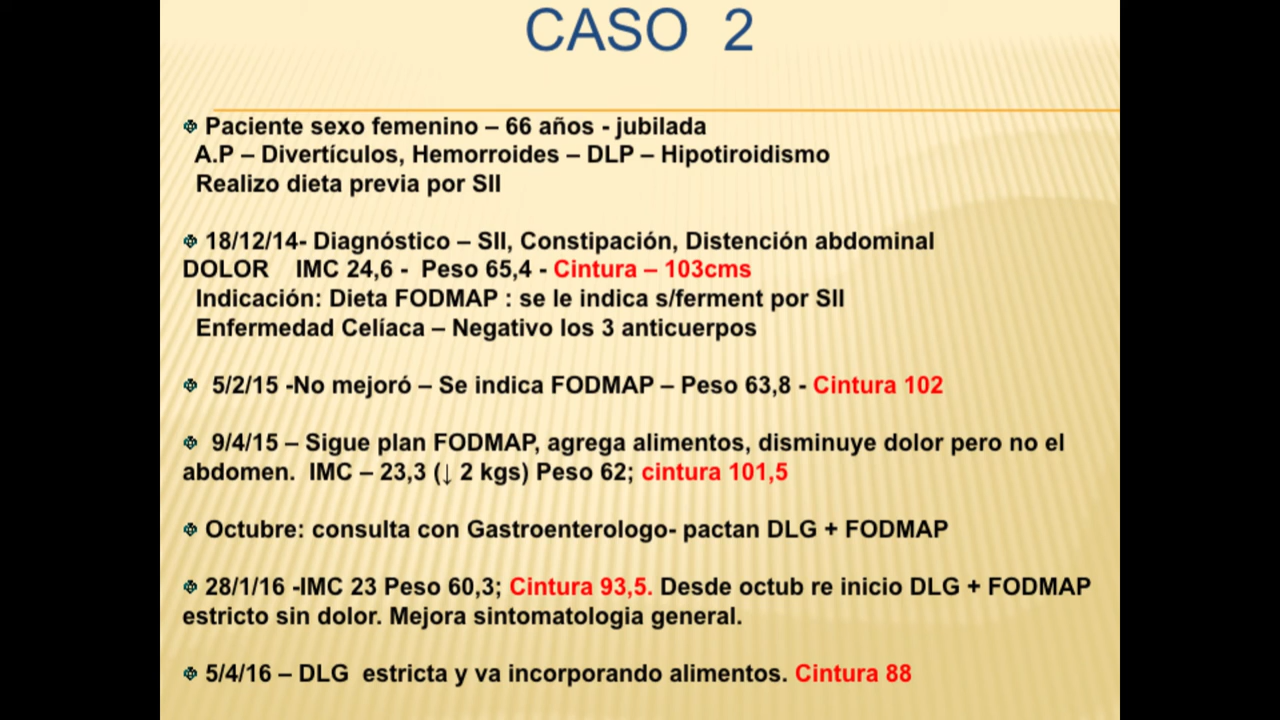 CASO 2
Paciente sexo femenino – 66 años - jubilada
A.P – Divertículos, Hemorroides – DLP – Hipotiroidismo
Realizo dieta previa por SII
18/12/14- Diagnóstico – SII, Constipación, Distención abdominal
DOLOR IMC 24,6 - Peso 65,4 - Cintura – 103cms
Indicación: Dieta FODMAP : se le indica s/ferment por SII
Enfermedad Celíaca – Negativo los 3 anticuerpos
5/2/15 -No mejoró – Se indica FODMAP – Peso 63,8 - Cintura 102
9/4/15 – Sigue plan FODMAP, agrega alimentos, disminuye dolor pero no el
abdomen. IMC – 23,3 (↓ 2 kgs) Peso 62; cintura 101,5
Octubre: consulta con Gastroenterologo- pactan DLG + FODMAP
28/1/16 -IMC 23 Peso 60,3; Cintura 93,5. Desde octub re inicio DLG + FODMAP
estricto sin dolor. Mejora sintomatologia general.
5/4/16 – DLG estricta y va incorporando alimentos. Cintura 88